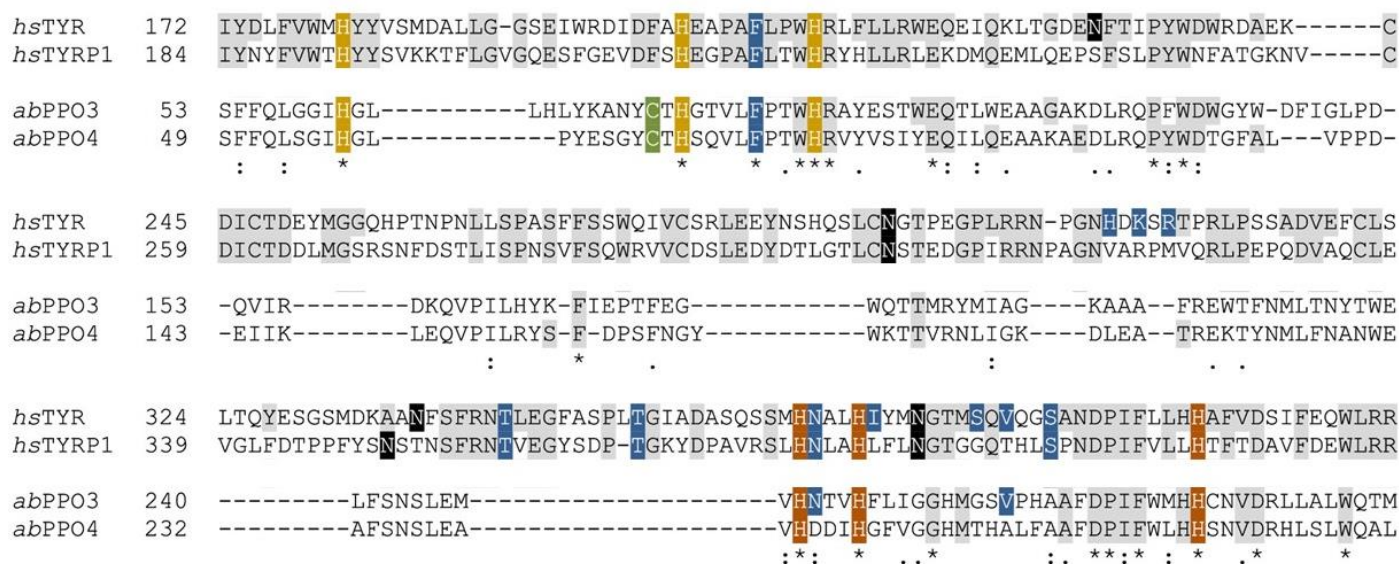 hsTYR 172 IYDLFVWMHYYVSMDALLG-GSEIWRDIDFAHEAPAFLPWHRLFLLRWEQEIQKLTGDENFTIPYWDWRDAEK------C
hsTYRP1 184 IYNYFVWTHYYSVKKTFLGVGQESFGEVDFSHEGPAFLTWHRYHLLRLEKDMQEMLQEPSFSLPYWNFATGKNV-----C
abPPO3 53 SFFQLGGIHGL----------LHLYKANYCTHGTVLFPTWHRAYESTWEQTLWEAAGAKDLRQPFWDWGYW-DFIGLPD-
abPPO4 49 SFFQLSGIHGL----------PYESGYCTHSQVLFPTWHRVYVSIYEQILQEAAKAEDLRQPYWDTGFAL--VPPD-
: : * * * .*** . *: : . .. *:*:
hsTYR 245 DICTDEYMGGQHPTNPNLLSPASFFSSWQIVCSRLEEYNSHQSLCNGTPEGPLRRN-PGNHDKSRTPRLPSSADVEFCLS
hsTYRP1 259 DICTDDLMGSRSNFDSTLISPNSVFSQWRVVCDSLEDYDTLGTLCNSTEDGPIRRNPAGNVARPMVQRLPEPQDVAQCLE
abPPO3 153 -QVIR--------DKQVPILHYK-FIEPTFEG------------WQTTMRYMIAG----KAAA--FREWTFNMLTNYTWE
abPPO4 143 -EIIK--------LEQVPILRYS-F-DPSFNGY-----------WKTTVRNLIGK----DLEA--TREKTYNMLFNANWE
: * . : . .
hsTYR 324 LTQYESGSMDKAANFSFRNTLEGFASPLTGIADASQSSMHNALHIYMNGTMSQVQGSANDPIFLLHHAFVDSIFEQWLRR
hsTYRP1 339 VGLFDTPPFYSNSTNSFRNTVEGYSDP-TGKYDPAVRSLHNLAHLFLNGTGGQTHLSPNDPIFVLLHTFTDAVFDEWLRR
abPPO3 240 ---------LFSNSLEM---------------------VHNTVHFLIGGHMGSVPHAAFDPIFWMHHCNVDRLLALWQTM
abPPO4 232 ---------AFSNSLEA---------------------VHDDIHGFVGGHMTHALFAAFDPIFWLHHSNVDRHLSLWQAL
:*: * ..* :. **:* : * .* *